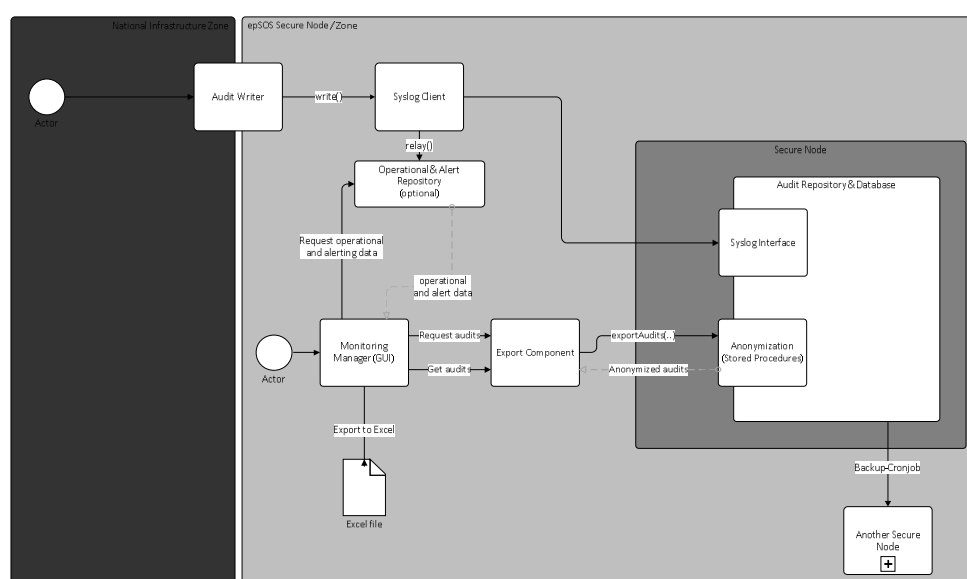 National Infrastructure Zone
epSOS Secure Node/Zone
Actor
Audit Writer
write()
Syslog Client
relay()
Operational & Alert
Repository
(optional)
Secure Node
Audit Repository & Database
Syslog Interface
Request operational
and alerting data
operational
and alert data
Actor
Monitoring
Manager (GUI)
Request audits
Get audits
Export Component
exportAudits(..)
Anonymized audits
Anonymization
(Stored Procedures)
Export to Excel
Excel file
Backup-Cronjob
Another Secure
Node